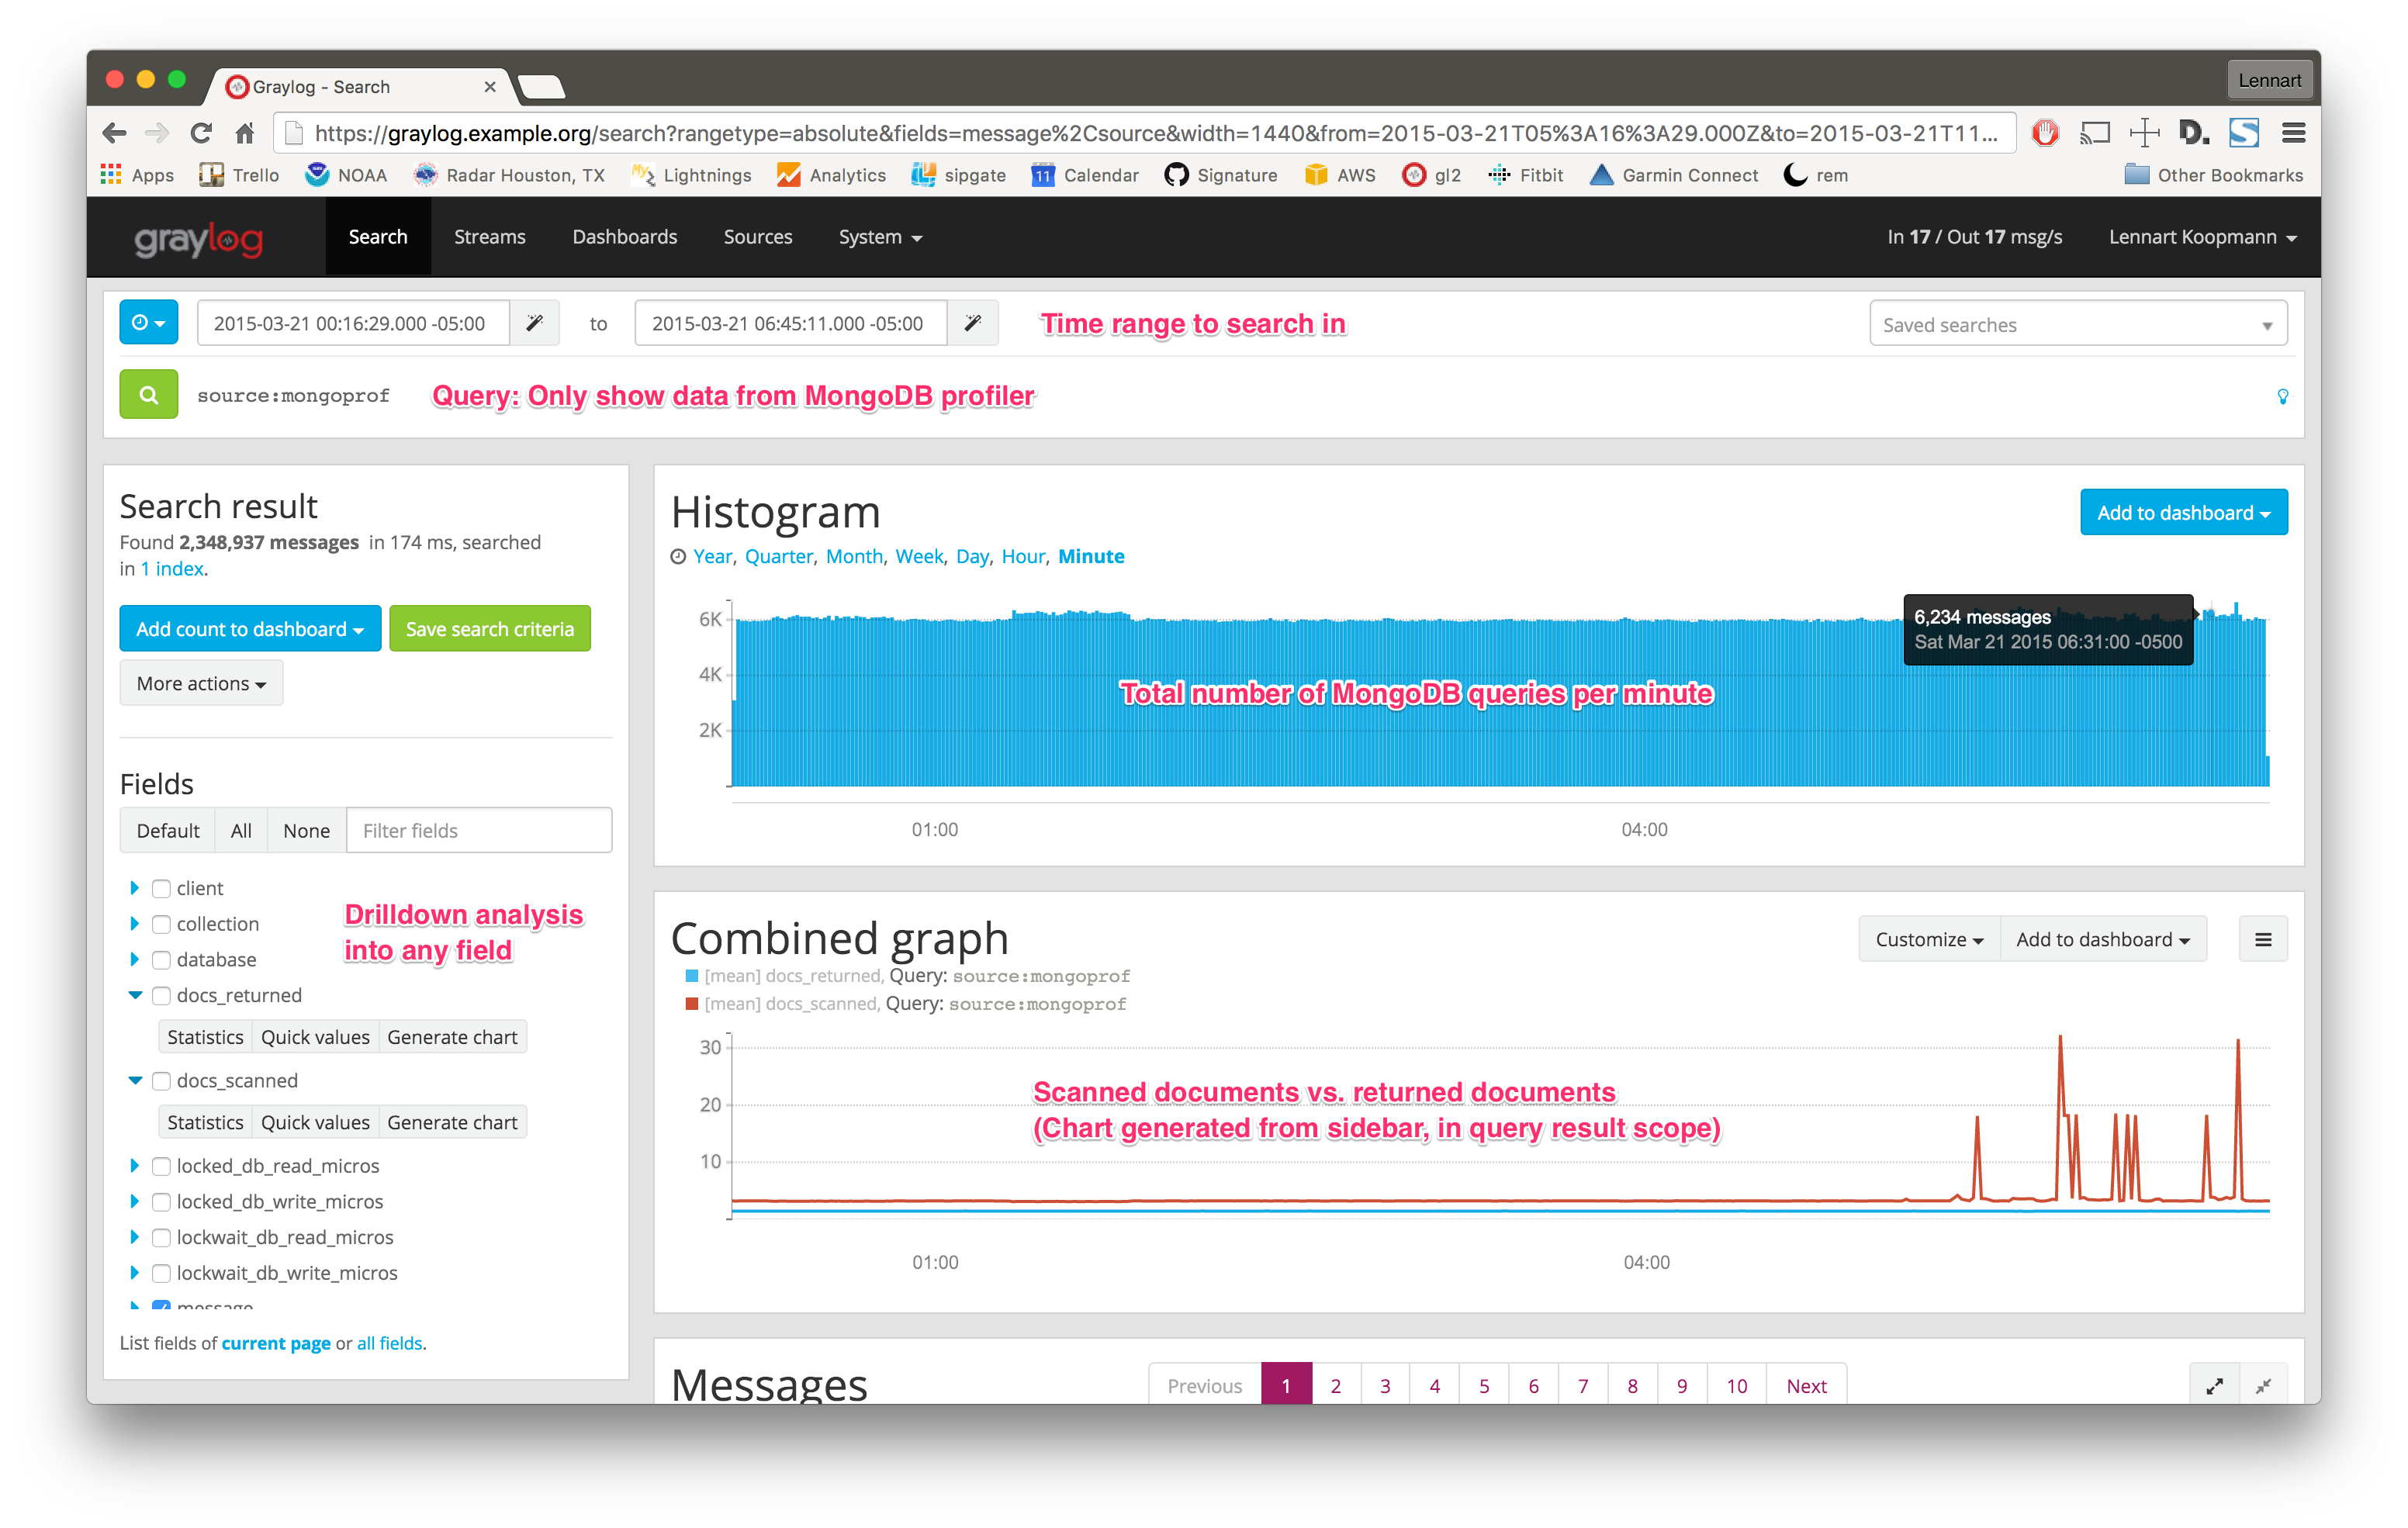 Graylog - Search
Lennart
https://graylog.example.org/search?rangetype=absolute&fields=message%2Csource&width=1440&from=2015-03-21T05%3A16%3A29.000Z&to=2015-03-21T11...
Apps Trello NOAA Radar Houston, TX Lightnings Analytics sipgate 11 Calendar Signature AWS gl2 Fitbit Garmin Connect rem Other Bookmarks
graylog Search Streams Dashboards Sources System In 17 / Out 17 msg/s Lennart Koopmann
2015-03-21 00:16:29.000 -05:00 to 2015-03-21 06:45:11.000 -05:00 Time range to search in Saved searches
source:mongoprof Query: Only show data from MongoDB profiler
Search result
Found 2,348,937 messages in 174 ms, searched
in 1 index.
Add count to dashboard Save search criteria
More actions
Fields
Default All None Filter fields
client
collection
database
Drilldown analysis
into any field
docs_returned
Statistics Quick values Generate chart
docs_scanned
Statistics Quick values Generate chart
locked_db_read_micros
locked_db_write_micros
lockwait_db_read_micros
lockwait_db_write_micros
message
List fields of current page or all fields.
Histogram
Add to dashboard
Year, Quarter, Month, Week, Day, Hour, Minute
6K
4K
2K
6,234 messages
Sat Mar 21 2015 06:31:00 -0500
Total number of MongoDB queries per minute
01:00 04:00
Combined graph
Customize Add to dashboard
[mean] docs_returned, Query: source:mongoprof
[mean] docs_scanned, Query: source:mongoprof
30
20
10
Scanned documents vs. returned documents
(Chart generated from sidebar, in query result scope)
01:00 04:00
Messages
Previous 1 2 3 4 5 6 7 8 9 10 Next